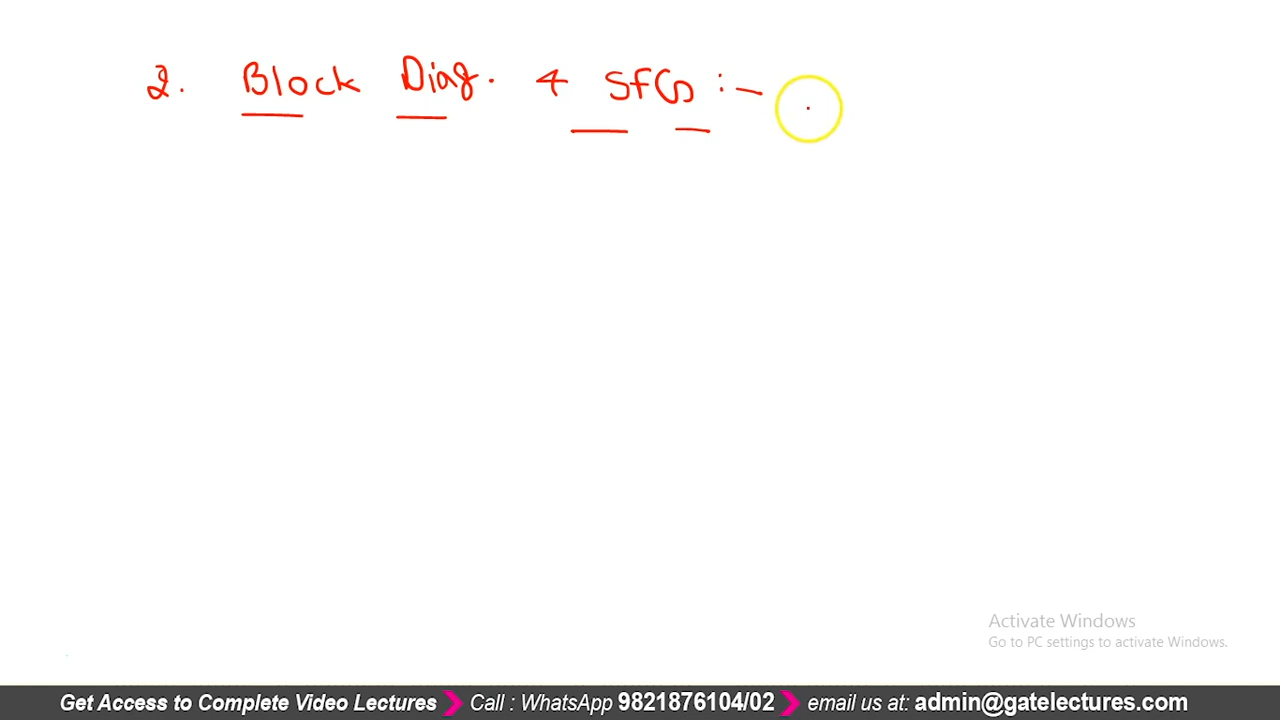 2. Block Diag. & SFG :-
Activate Windows
Go to PC settings to activate Windows.
Get Access to Complete Video Lectures Call : WhatsApp 9821876104/02 email us at: admin@gatelectures.com